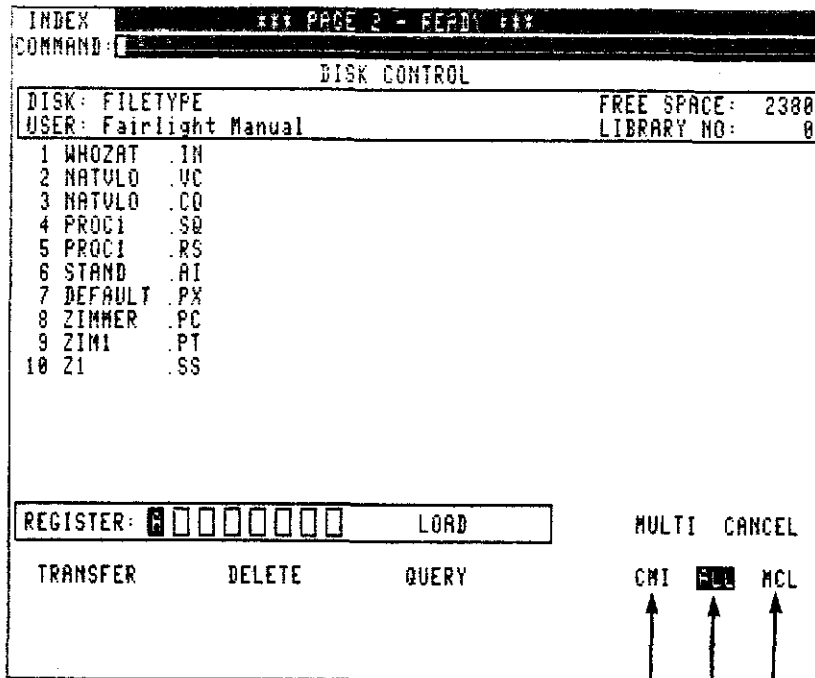 INDEX *** PAGE 2 - READY ***
COMMAND:
DISK CONTROL
DISK: FILETYPE FREE SPACE: 2380
USER: Fairlight Manual LIBRARY NO: 0
1 WHOZAT .IN
2 NATVLO .VC
3 NATVLO .CO
4 PROC1 .SQ
5 PROC1 .RS
6 STAND .AI
7 DEFAULT .PX
8 ZIMMER .PC
9 ZIM1 .PT
10 Z1 .SS
REGISTER: A LOAD MULTI CANCEL
TRANSFER DELETE QUERY CMI ALL MCL